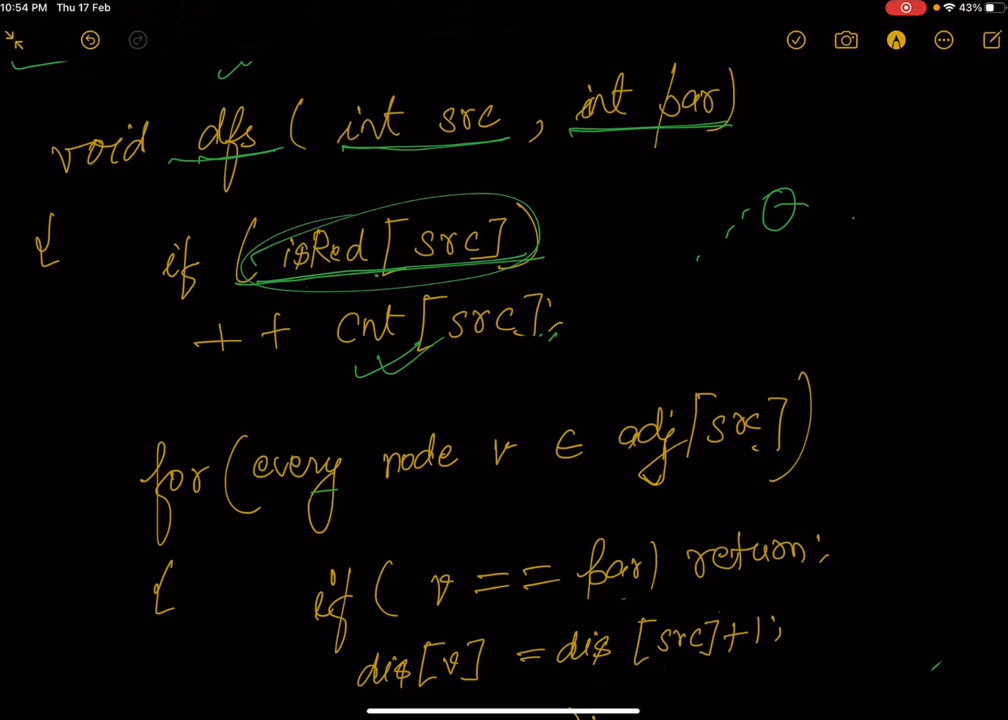 10:54 PM Thu 17 Feb 43%
void dfs ( int src , int par)
{ if ( isRed [ src ] )
+ + cnt [ src ];
for ( every node v ∈ adj [ src ] )
{ if ( v == par) return;
dis[v] = dis [src]+1;